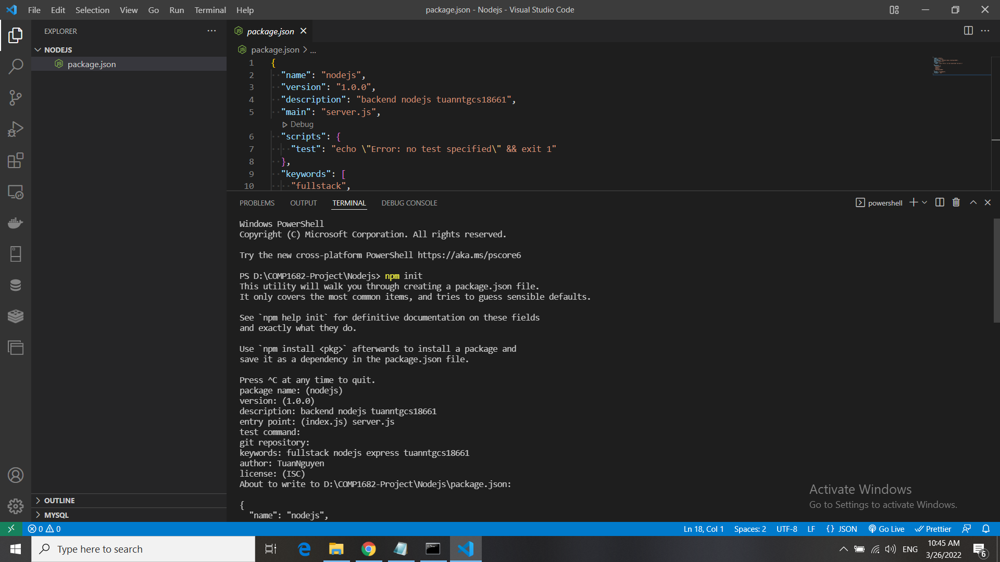 File Edit Selection View Go Run Terminal Help
package.json - Nodejs - Visual Studio Code
EXPLORER
NODEJS
package.json
OUTLINE
MYSQL
package.json
package.json > ...
1 {
2 "name": "nodejs",
3 "version": "1.0.0",
4 "description": "backend nodejs tuanntgcs18661",
5 "main": "server.js",
Debug
6 "scripts": {
7 "test": "echo \"Error: no test specified\" && exit 1"
8 },
9 "keywords": [
10 "fullstack",
PROBLEMS OUTPUT TERMINAL DEBUG CONSOLE
powershell
Windows PowerShell
Copyright (C) Microsoft Corporation. All rights reserved.
Try the new cross-platform PowerShell https://aka.ms/pscore6
PS D:\COMP1682-Project\Nodejs> npm init
This utility will walk you through creating a package.json file.
It only covers the most common items, and tries to guess sensible defaults.
See `npm help init` for definitive documentation on these fields
and exactly what they do.
Use `npm install <pkg>` afterwards to install a package and
save it as a dependency in the package.json file.
Press ^C at any time to quit.
package name: (nodejs)
version: (1.0.0)
description: backend nodejs tuanntgcs18661
entry point: (index.js) server.js
test command:
git repository:
keywords: fullstack nodejs express tuanntgcs18661
author: TuanNguyen
license: (ISC)
About to write to D:\COMP1682-Project\Nodejs\package.json:
{
"name": "nodejs",
Activate Windows
Go to Settings to activate Windows.
0 0
Ln 18, Col 1 Spaces: 2 UTF-8 LF {} JSON Go Live Prettier
Type here to search
ENG
10:45 AM
3/26/2022
6